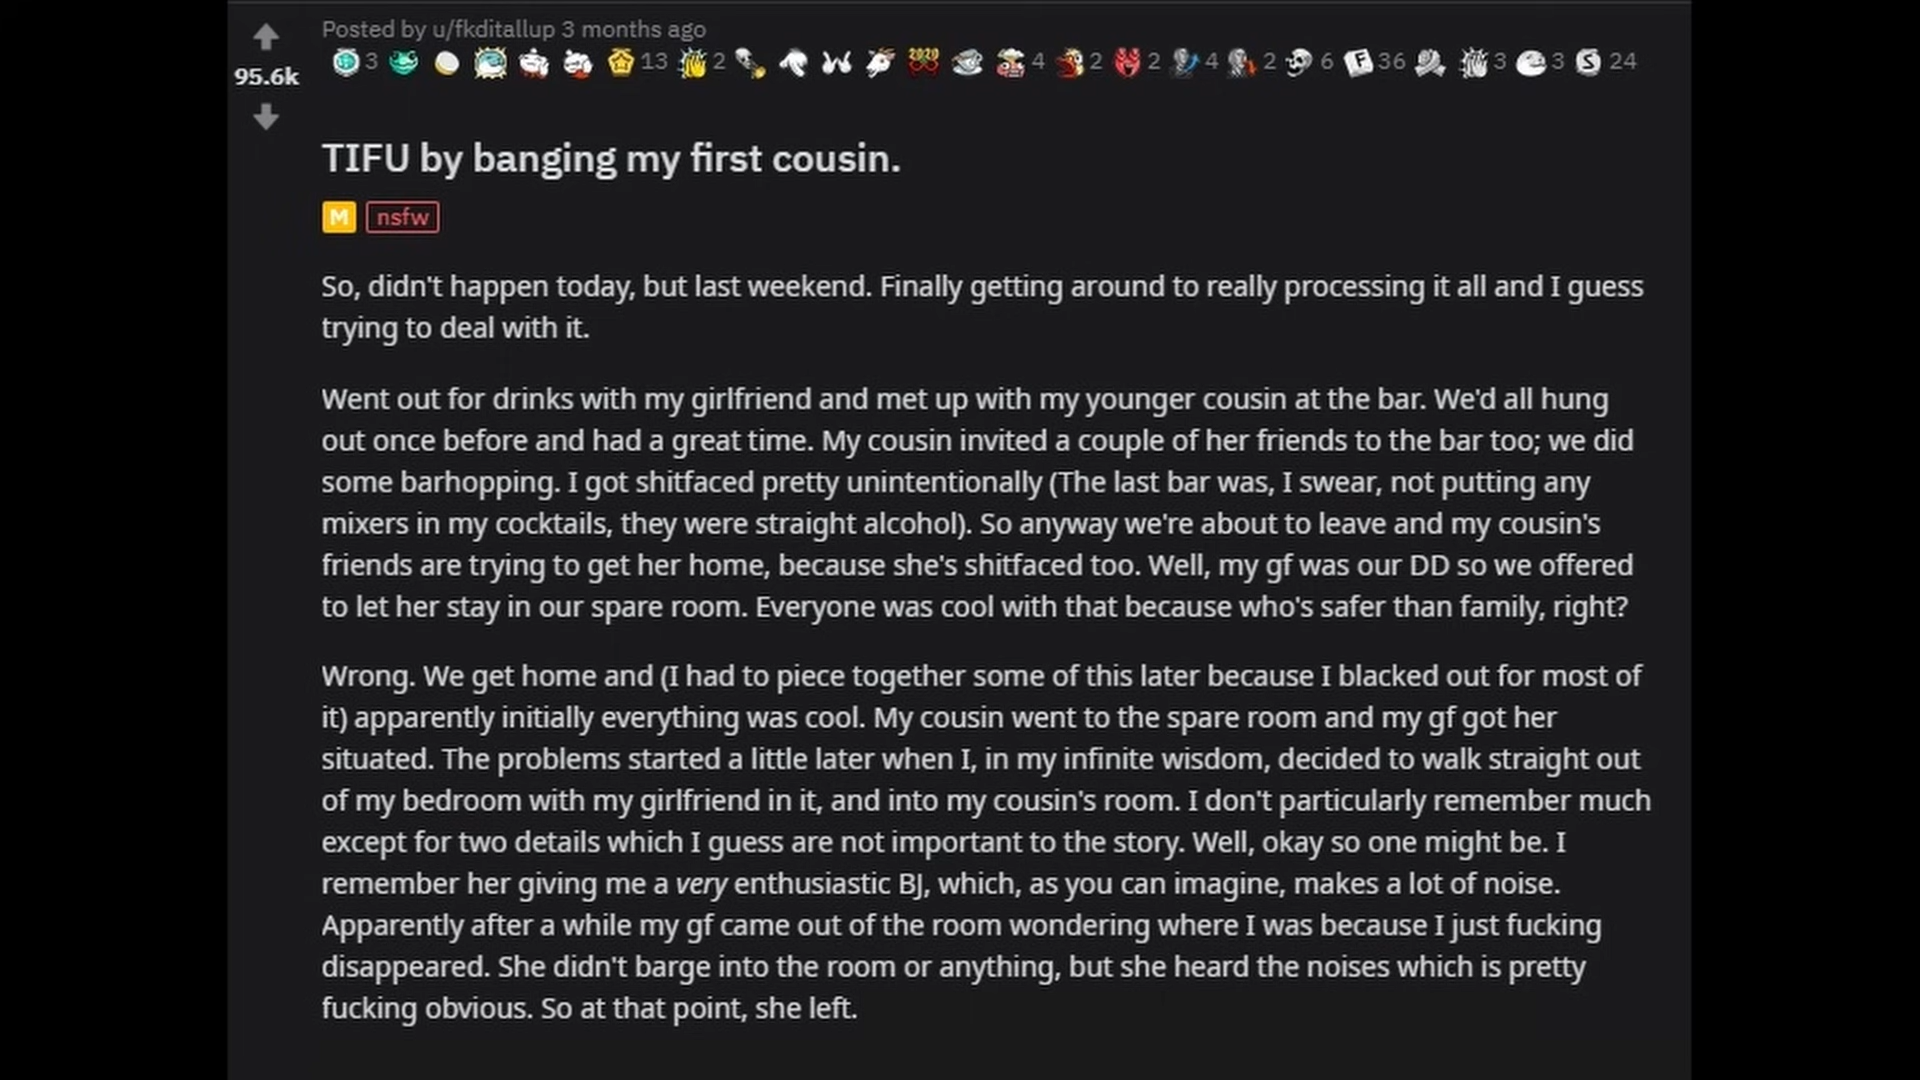 Posted by u/fkditallup 3 months ago
3 13 2 2020 4 2 2 4 2 6 F 36 3 3 S 24
95.6k
TIFU by banging my first cousin.
M nsfw
So, didn't happen today, but last weekend. Finally getting around to really processing it all and I guess
trying to deal with it.
Went out for drinks with my girlfriend and met up with my younger cousin at the bar. We'd all hung
out once before and had a great time. My cousin invited a couple of her friends to the bar too; we did
some barhopping. I got shitfaced pretty unintentionally (The last bar was, I swear, not putting any
mixers in my cocktails, they were straight alcohol). So anyway we're about to leave and my cousin's
friends are trying to get her home, because she's shitfaced too. Well, my gf was our DD so we offered
to let her stay in our spare room. Everyone was cool with that because who's safer than family, right?
Wrong. We get home and (I had to piece together some of this later because I blacked out for most of
it) apparently initially everything was cool. My cousin went to the spare room and my gf got her
situated. The problems started a little later when I, in my infinite wisdom, decided to walk straight out
of my bedroom with my girlfriend in it, and into my cousin's room. I don't particularly remember much
except for two details which I guess are not important to the story. Well, okay so one might be. I
remember her giving me a very enthusiastic BJ, which, as you can imagine, makes a lot of noise.
Apparently after a while my gf came out of the room wondering where I was because I just fucking
disappeared. She didn't barge into the room or anything, but she heard the noises which is pretty
fucking obvious. So at that point, she left.